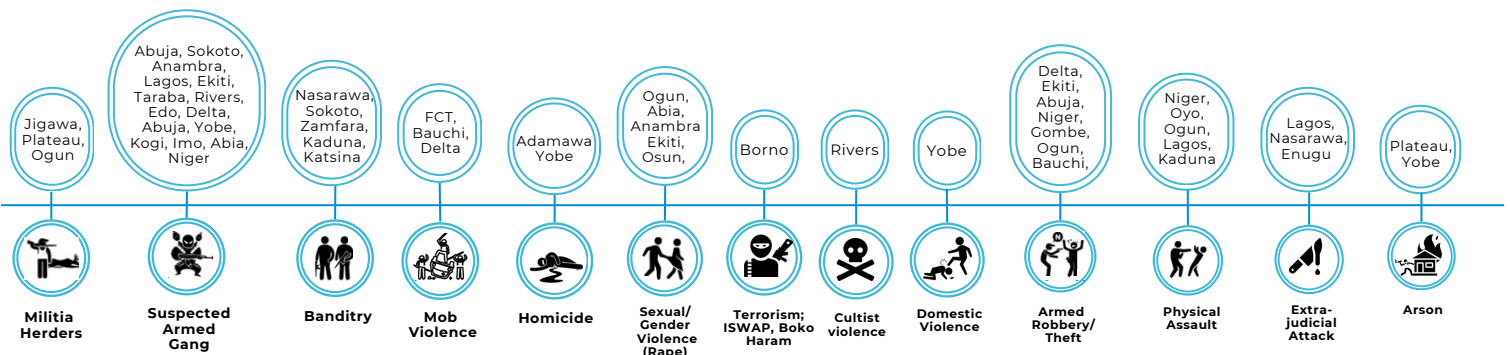 Jigawa,
Plateau,
Ogun
Abuja, Sokoto,
Anambra,
Lagos, Ekiti,
Taraba, Rivers,
Edo, Delta,
Abuja, Yobe,
Kogi, Imo, Abia,
Niger
Nasarawa,
Sokoto,
Zamfara,
Kaduna,
Katsina
FCT,
Bauchi,
Delta
Adamawa
Yobe
Ogun,
Abia,
Anambra
Ekiti,
Osun,
Borno
Rivers
Yobe
Delta,
Ekiti,
Abuja,
Niger,
Gombe,
Ogun,
Bauchi,
Niger,
Oyo,
Ogun,
Lagos,
Kaduna
Lagos,
Nasarawa,
Enugu
Plateau,
Yobe
N
Militia
Herders
Suspected
Armed
Gang
Banditry
Mob
Violence
Homicide
Sexual/
Gender
Violence
(Rape)
Terrorism;
ISWAP, Boko
Haram
Cultist
violence
Domestic
Violence
Armed
Robbery/
Theft
Physical
Assault
Extra-
judicial
Attack
Arson